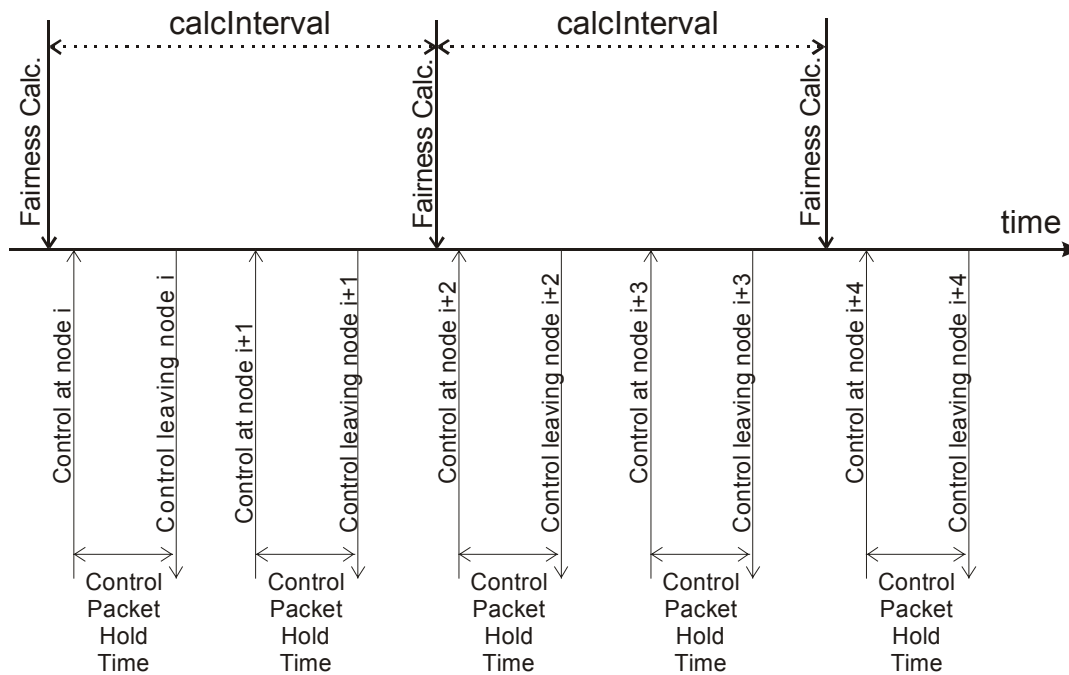 calcInterval
calcInterval
Fairness Calc.
Fairness Calc.
Fairness Calc.
time
Control at node i
Control leaving node i
Control at node i+1
Control leaving node i+1
Control at node i+2
Control leaving node i+2
Control at node i+3
Control leaving node i+3
Control at node i+4
Control leaving node i+4
Control
Packet
Hold
Time
Control
Packet
Hold
Time
Control
Packet
Hold
Time
Control
Packet
Hold
Time
Control
Packet
Hold
Time